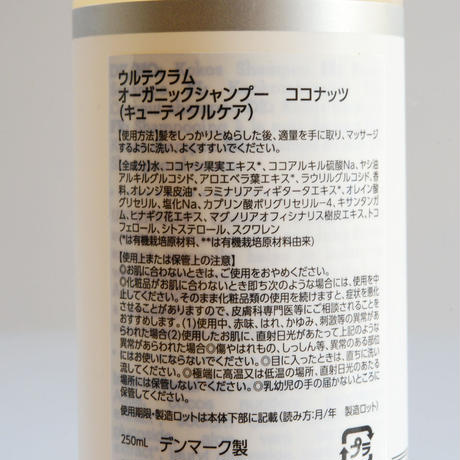 ウルテクラム
オーガニックシャンプー ココナッツ
(キューティクルケア)
【使用方法】髪をしっかりとぬらした後、適量を手に取り、マッサージ
するように洗い、よくすすいでください。
【全成分】水、ココヤシ果実エキス*、ココアルキル硫酸Na、ヤシ油
アルキルグルコシド、アロエベラ葉エキス*、ラウリルグルコシド、香
料、オレンジ果皮油*、ラミナリアディギタータエキス*、オレイン酸
グリセリル、塩化Na、カプリン酸ポリグリセリル-4、キサンタンガ
ム、ヒナギク花エキス、マグノリアオフィシナリス樹皮エキス、トコ
フェロール、シトステロール、スクワレン
(*は有機栽培原材料、**は有機栽培原材料由来)
【使用上または保管上の注意】
◎お肌に合わないときは、ご使用をおやめください。
◎化粧品がお肌に合わないとき即ち次のような場合には、使用を中
止してください。そのまま化粧品類の使用を続けますと、症状を悪化
させることがありますので、皮膚科専門医等にご相談されることを
おすすめします。(1)使用中、赤味、はれ、かゆみ、刺激等の異常があ
らわれた場合(2)使用したお肌に、直射日光があたって上記のような
異常があらわれた場合◎傷やはれもの、しっしん等、異常のある部位
にはお使いにならないでください。◎目に入ったときは、直ちに洗い
流してください。◎極端に高温又は低温の場所、直射日光のあたる
場所には保管しないでください。◎乳幼児の手の届かないところに
保管してください。
使用期限・製造ロットは本体下部に記載(読み方:月/年 製造ロット)
250mL デンマーク製
プラ